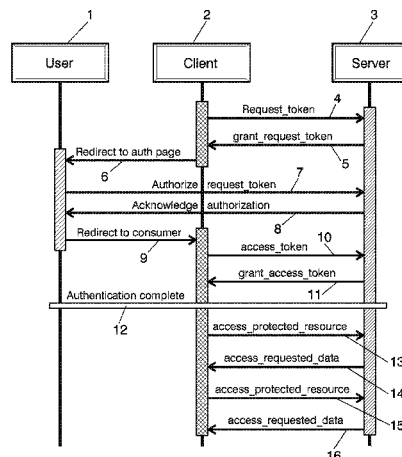 1
2
3
User
Client
Server
Request_token
4
grant_request_token
5
Redirect to auth page
6
7
Authorize request_token
Acknowledge authorization
8
Redirect to consumer
9
access_token
10
grant_access_token
11
Authentication complete
12
access_protected_resource
13
access_requested_data
14
access_protected_resource
15
access_requested_data
16